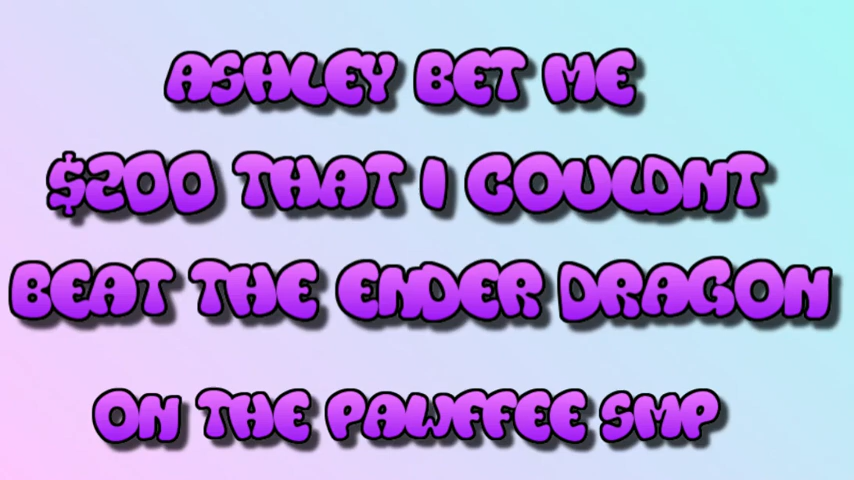 ASHLEY BET ME
$200 THAT I COULDNT
BEAT THE ENDER DRAGON
ON THE PAWFFEE SMP